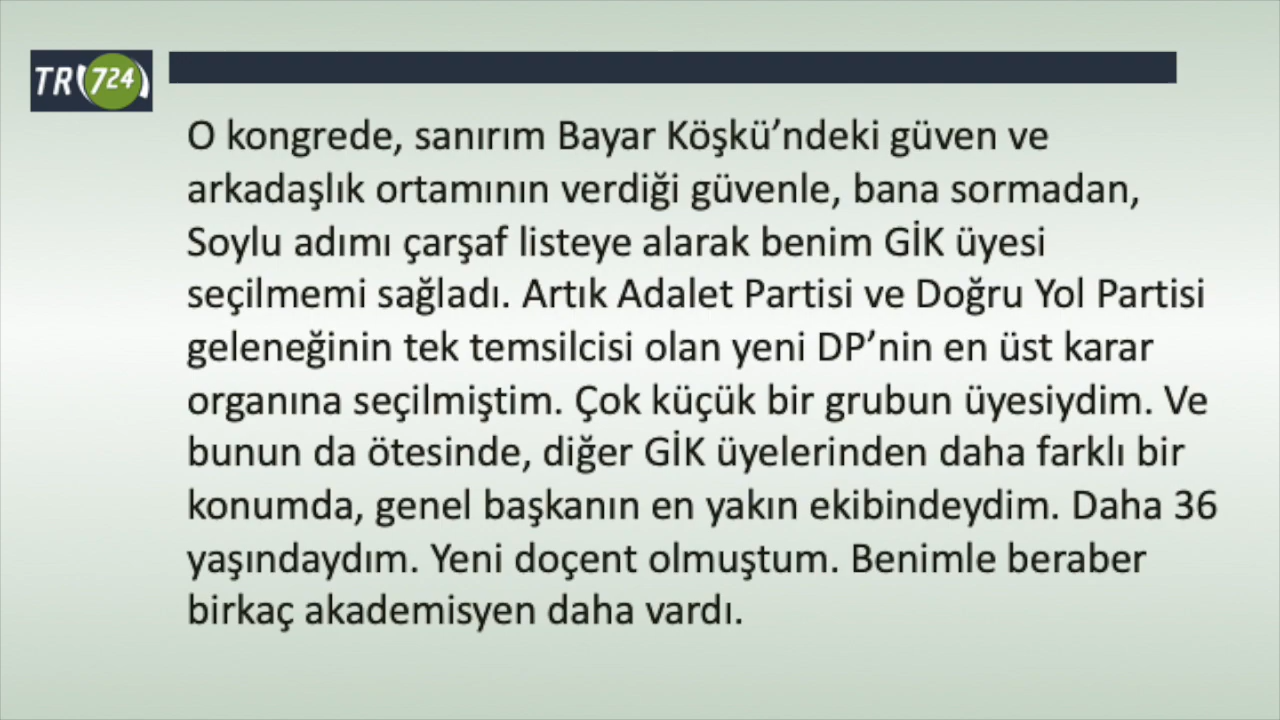 TR724
O kongrede, sanırım Bayar Köşkü’ndeki güven ve
arkadaşlık ortamının verdiği güvenle, bana sormadan,
Soylu adımı çarşaf listeye alarak benim GİK üyesi
seçilmemi sağladı. Artık Adalet Partisi ve Doğru Yol Partisi
geleneğinin tek temsilcisi olan yeni DP’nin en üst karar
organına seçilmiştim. Çok küçük bir grubun üyesiydim. Ve
bunun da ötesinde, diğer GİK üyelerinden daha farklı bir
konumda, genel başkanın en yakın ekibindeydim. Daha 36
yaşındaydım. Yeni doçent olmuştum. Benimle beraber
birkaç akademisyen daha vardı.